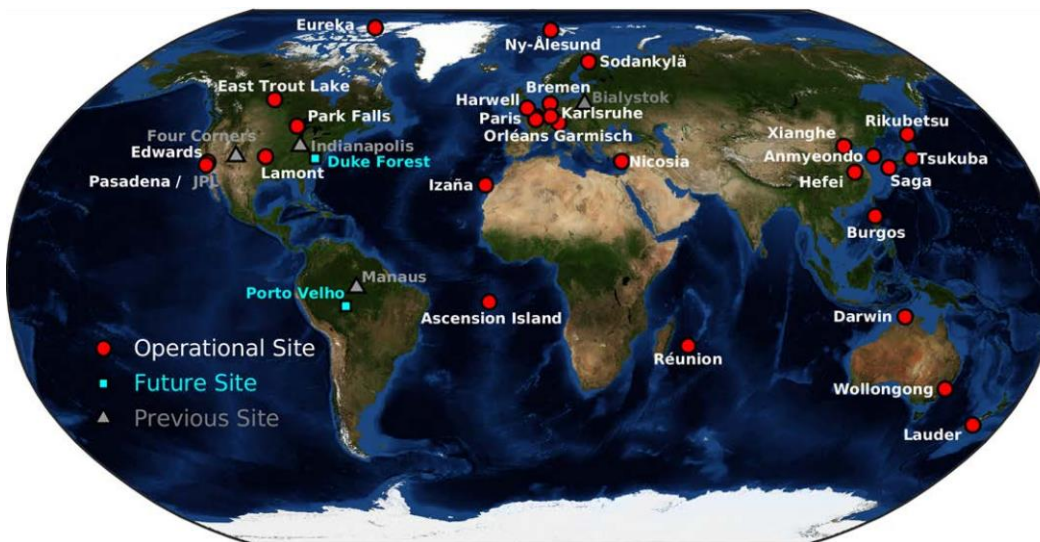 Eureka
Ny-Ålesund
Sodankylä
East Trout Lake
Bremen
Harwell
Bialystok
Karlsruhe
Paris
Park Falls
Orléans Garmisch
Rikubetsu
Four Corners
Indianapolis
Xianghe
Edwards
Duke Forest
Anmyeondo
Tsukuba
Nicosia
Lamont
Pasadena / JPL
Izaña
Hefei
Saga
Burgos
Manaus
Porto Velho
Ascension Island
Darwin
Réunion
Operational Site
Future Site
Previous Site
Wollongong
Lauder